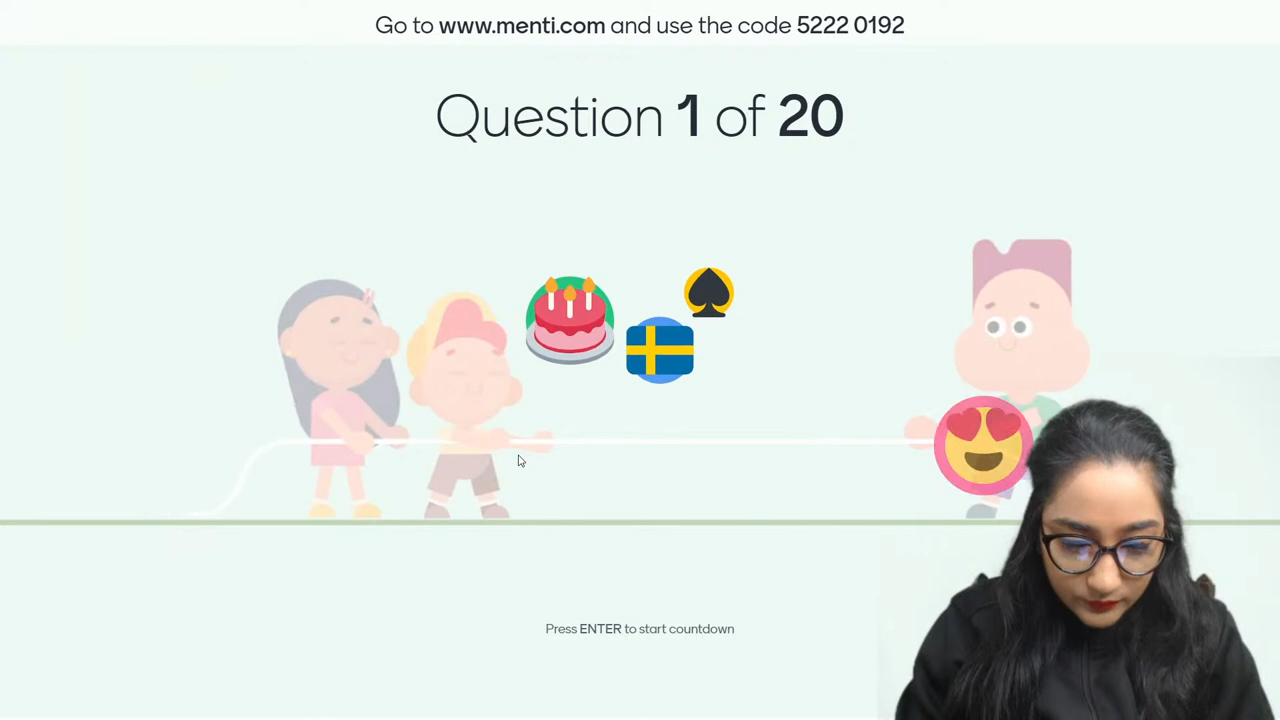 Go to www.menti.com and use the code 5222 0192
Question 1 of 20
Press ENTER to start countdown